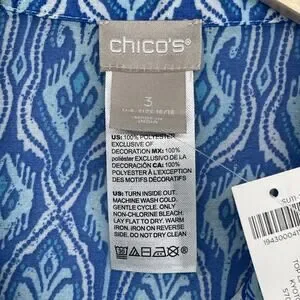 chico's®
3
US: 100% POLYESTER
EXCLUSIVE OF
DECORATION MX: 100%
poliéster EXCLUSIVO DE
DECORACIÓN CA: 100%
POLYESTER À L'EXCEPTION
DES MOTIFS DÉCORATIFS
US: TURN INSIDE OUT.
MACHINE WASH COLD.
GENTLE CYCLE. ONLY
NON-CHLORINE BLEACH.
LAY FLAT TO DRY. WARM
IRON. IRON ON REVERSE
SIDE. DO NOT DRY CLEAN.